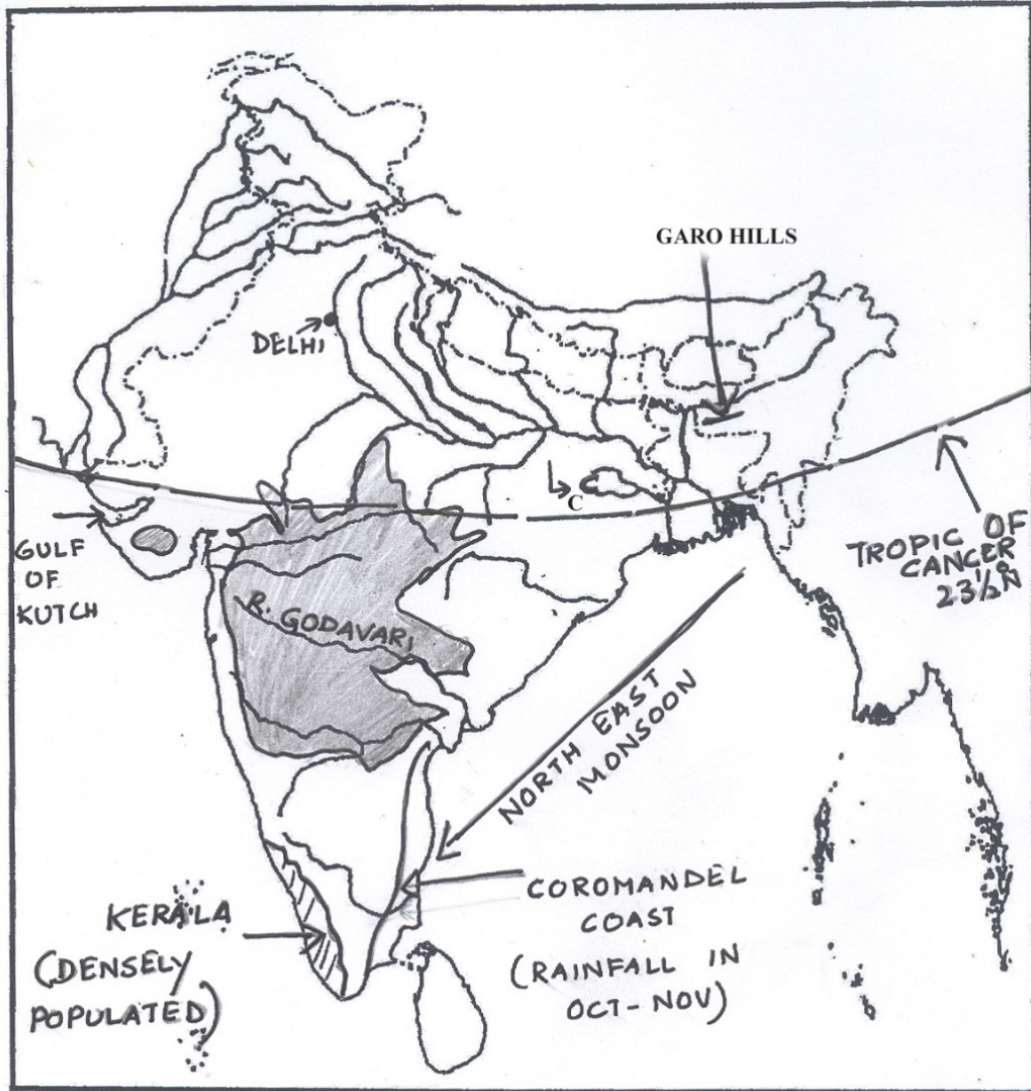 GARO HILLS
DELHI
C
GULF
OF
KUTCH
TROPIC OF
CANCER
23½°N
R. GODAVARI
NORTH EAST
MONSOON
COROMANDEL
COAST
(RAINFALL IN
OCT-NOV)
KERALA
(DENSELY
POPULATED)